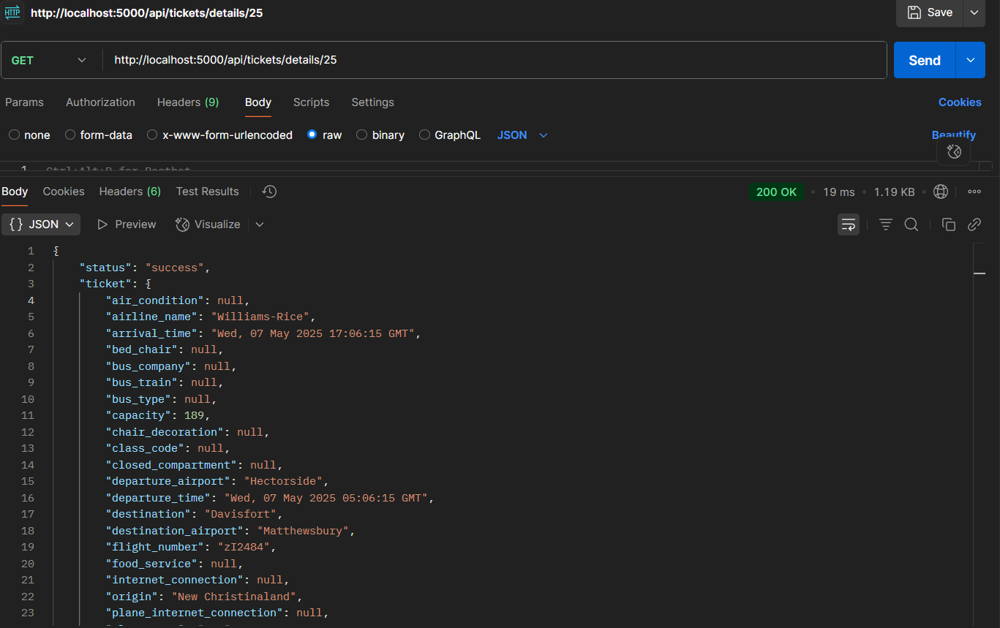 HTTP http://localhost:5000/api/tickets/details/25 Save
GET http://localhost:5000/api/tickets/details/25 Send
Params Authorization Headers (9) Body Scripts Settings Cookies
none form-data x-www-form-urlencoded raw binary GraphQL JSON Beautify
1 Ctrl+Alt+P for Postbot
Body Cookies Headers (6) Test Results 200 OK • 19 ms • 1.19 KB •
{} JSON Preview Visualize
1 {
2 "status": "success",
3 "ticket": {
4 "air_condition": null,
5 "airline_name": "Williams-Rice",
6 "arrival_time": "Wed, 07 May 2025 17:06:15 GMT",
7 "bed_chair": null,
8 "bus_company": null,
9 "bus_train": null,
10 "bus_type": null,
11 "capacity": 189,
12 "chair_decoration": null,
13 "class_code": null,
14 "closed_compartment": null,
15 "departure_airport": "Hectorside",
16 "departure_time": "Wed, 07 May 2025 05:06:15 GMT",
17 "destination": "Davisfort",
18 "destination_airport": "Matthewsbury",
19 "flight_number": "zI2484",
20 "food_service": null,
21 "internet_connection": null,
22 "origin": "New Christinaland",
23 "plane_internet_connection": null,